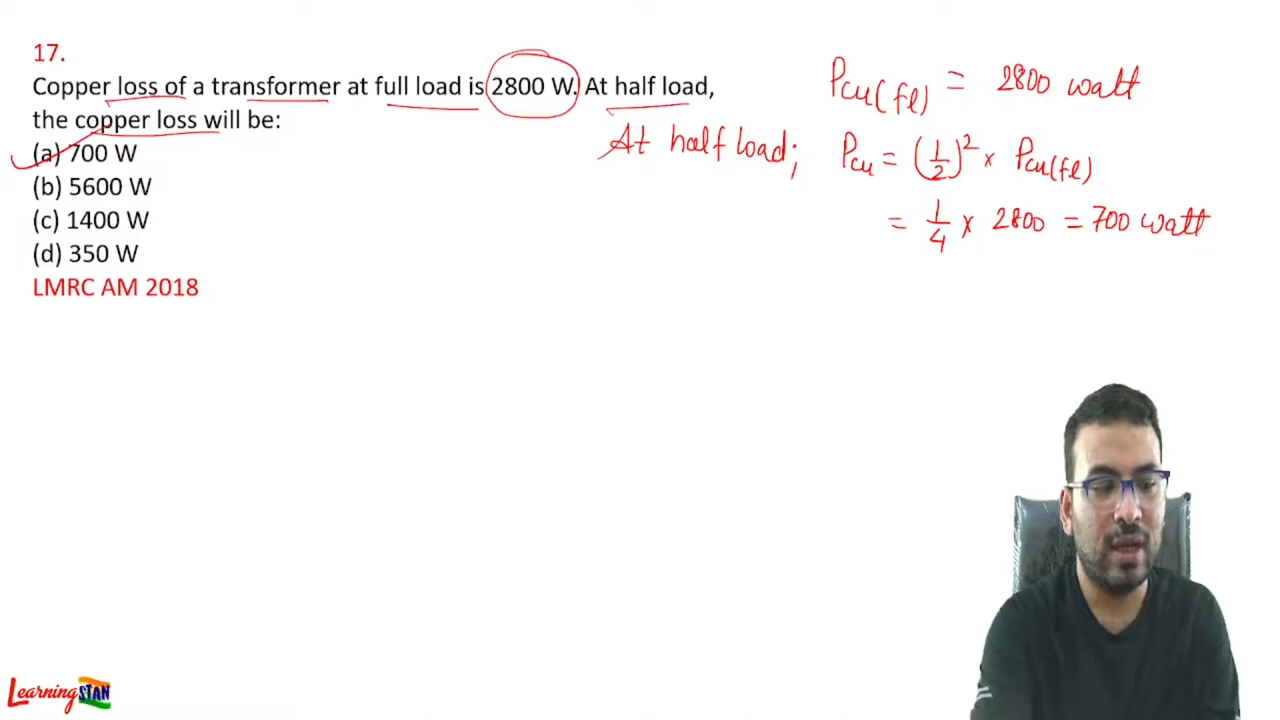 17.
Copper loss of a transformer at full load is 2800 W. At half load,
the copper loss will be:
(a) 700 W
(b) 5600 W
(c) 1400 W
(d) 350 W
LMRC AM 2018
Pcu(fl) = 2800 watt
At half load; Pcu = (1/2)² × Pcu(fl)
= 1/4 × 2800 = 700 watt
Learning STAN